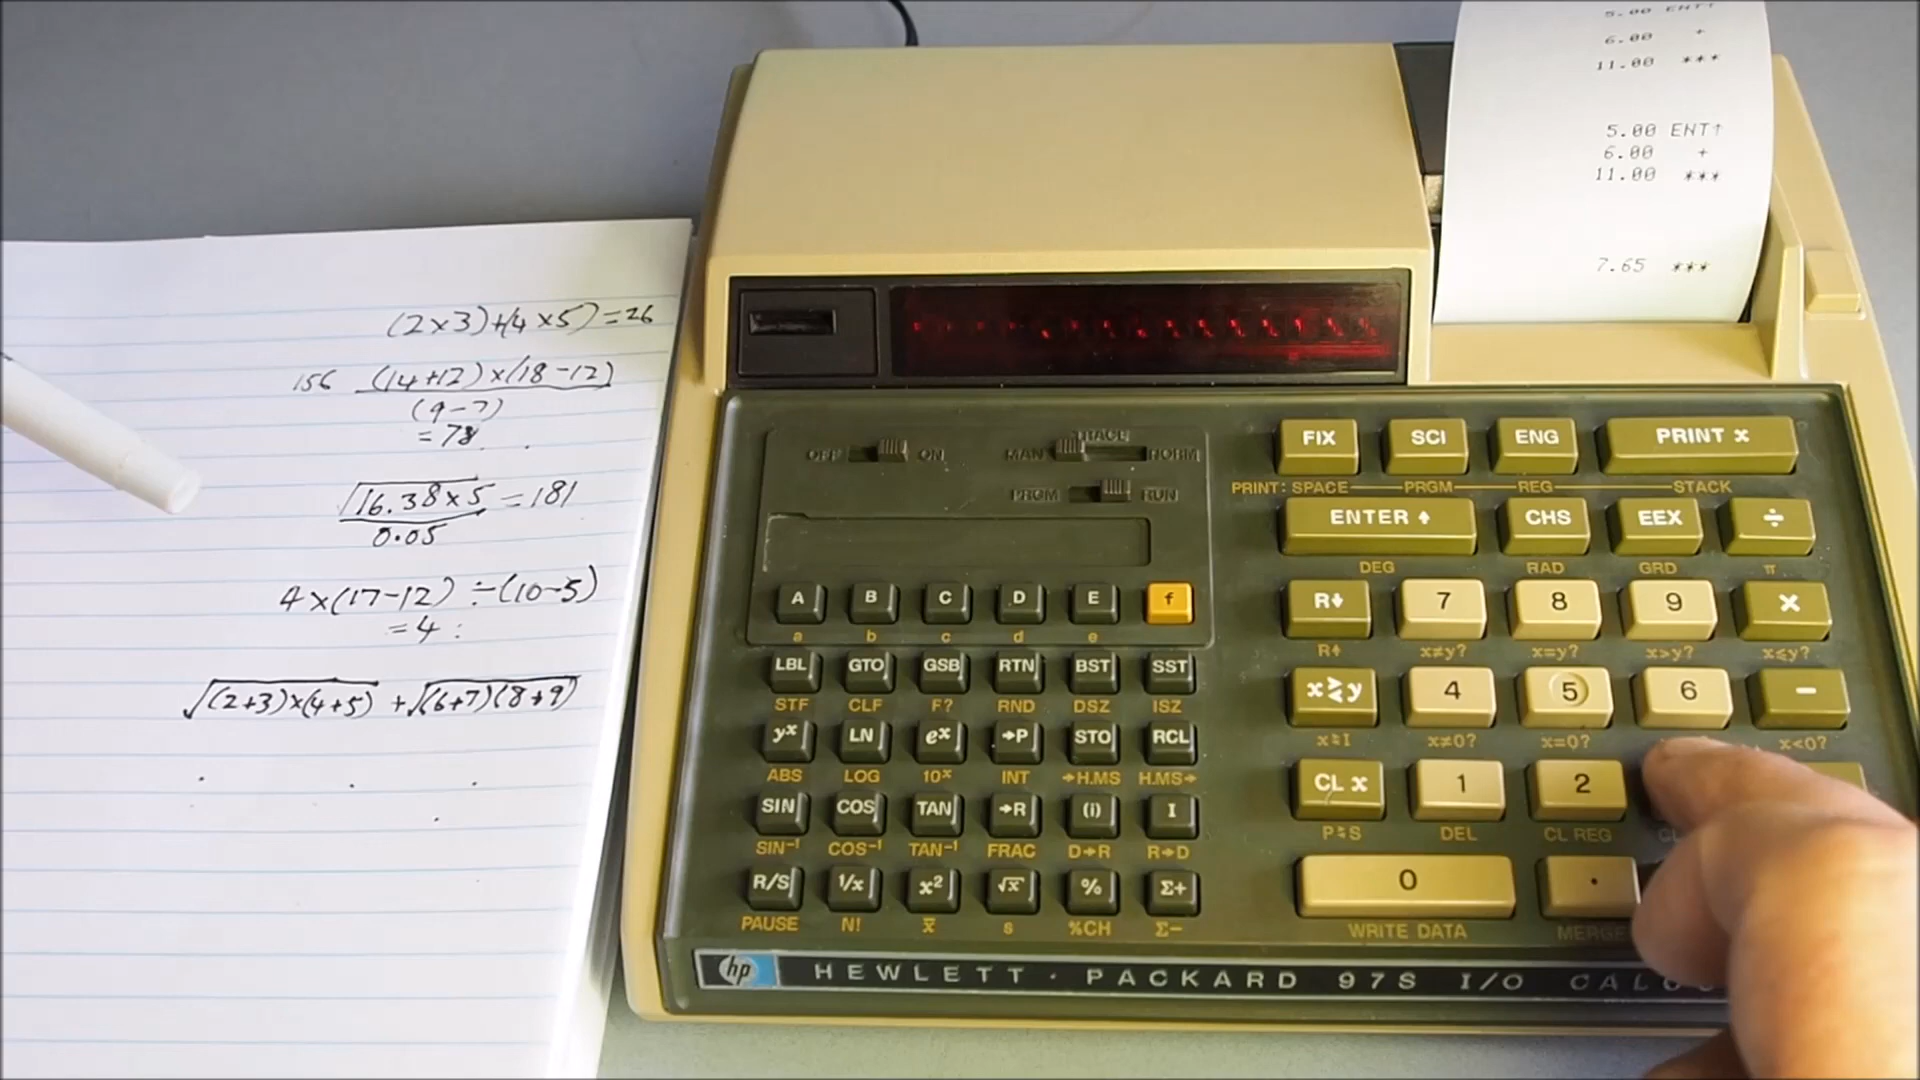 (2×3)+(4×5)=26
156 (14+12)×(18-12)
(9-7)
=78
√16.38×5 =181
0.05
4×(17-12)÷(10-5)
=4
√(2+3)×(4+5) +√(6+7)(8+9)
5.00 ENT↑
6.00 +
11.00 ***
5.00 ENT↑
6.00 +
11.00 ***
7.65 ***
OFF ON MAN TRACE NORM
PRGM RUN
FIX SCI ENG PRINT x
PRINT: SPACE PRGM REG STACK
ENTER ↑ CHS EEX ÷
DEG RAD GRD π
A B C D E f
a b c d e
R↓ 7 8 9 ×
R↑ x≠y? x=y? x>y? x≤y?
LBL GTO GSB RTN BST SST
STF CLF F? RND DSZ ISZ
x≷y 4 5 6 −
x⇄I x≠0? x=0? x<0?
yˣ LN eˣ →P STO RCL
ABS LOG 10ˣ INT →H.MS H.MS→
CL x 1 2
P⇄S DEL CL REG CL
SIN COS TAN →R (i) I
SIN⁻¹ COS⁻¹ TAN⁻¹ FRAC D→R R→D
R/S 1/x x² √x % Σ+
PAUSE N! x̄ s %CH Σ−
0 .
WRITE DATA
hp HEWLETT · PACKARD 97S I/O